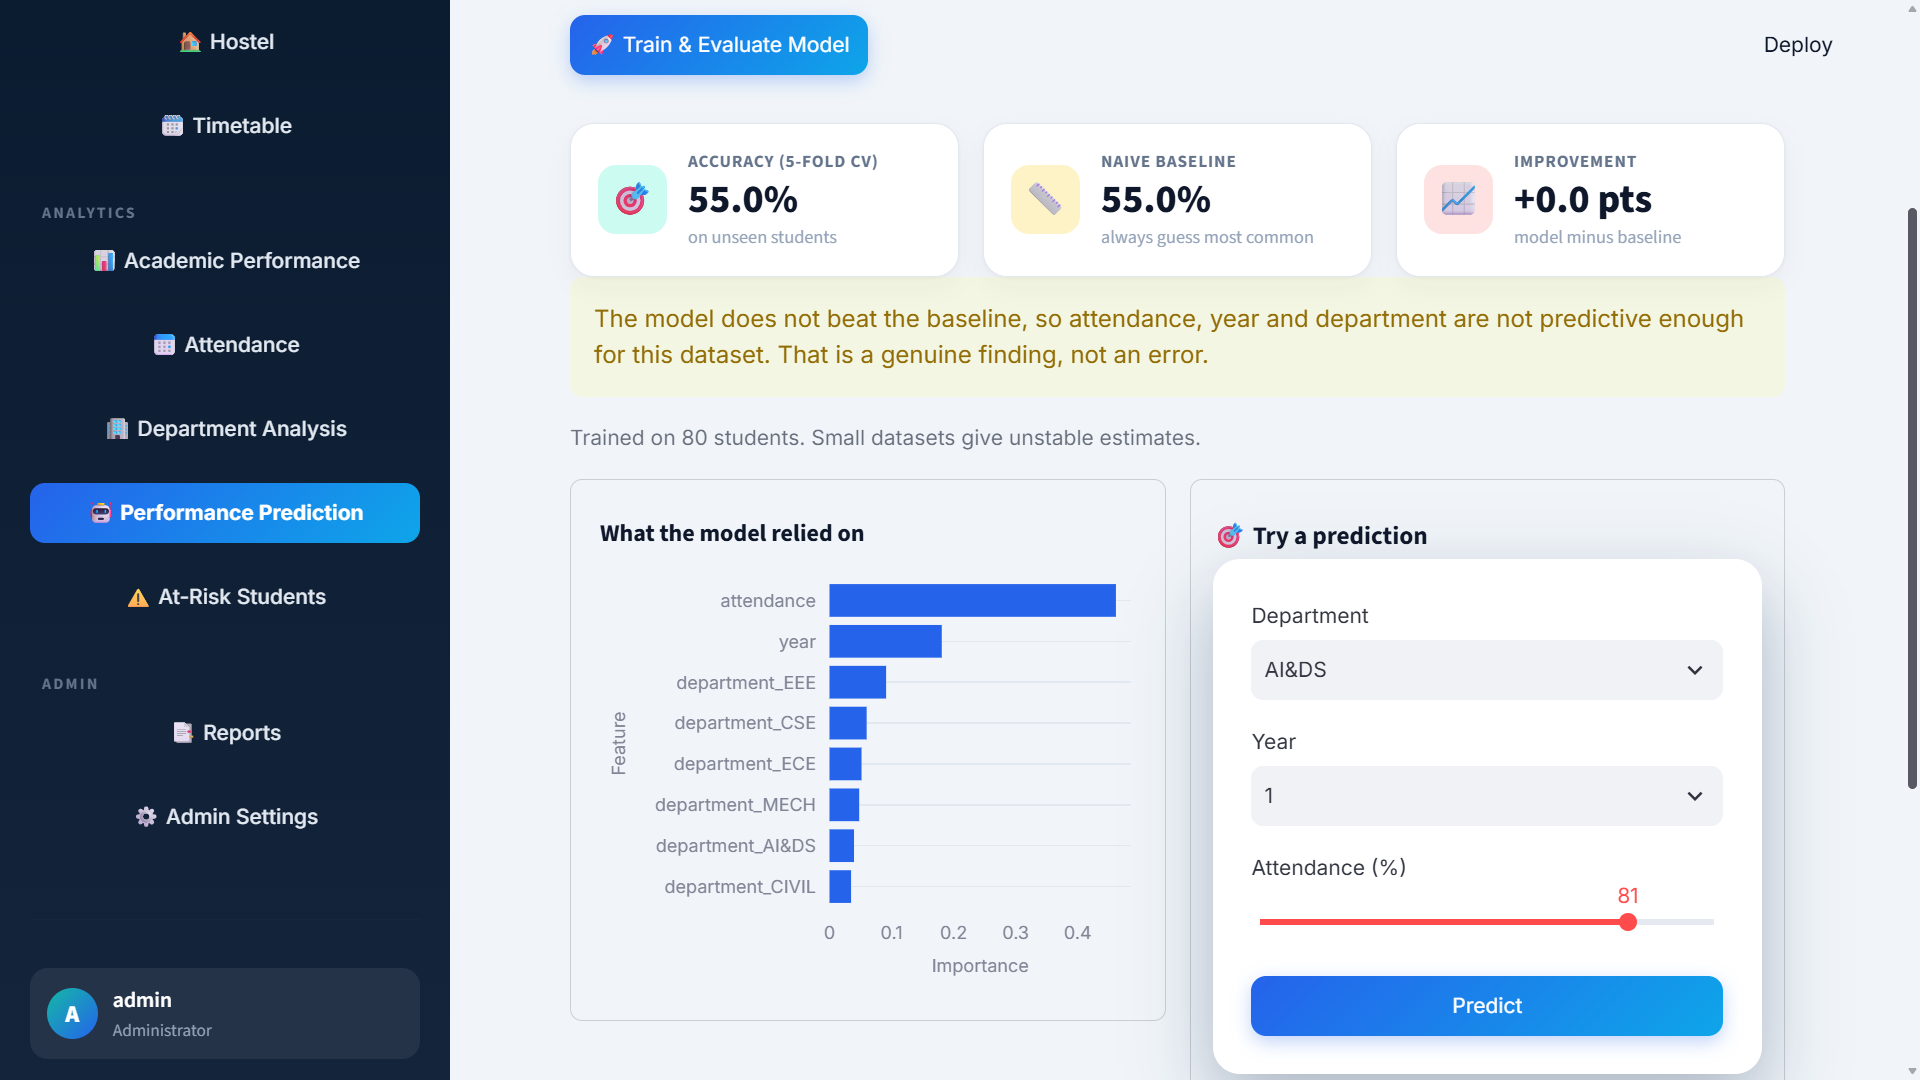 Hostel
Timetable
ANALYTICS
Academic Performance
Attendance
Department Analysis
Performance Prediction
At-Risk Students
ADMIN
Reports
Admin Settings
A
admin
Administrator
Train & Evaluate Model
Deploy
ACCURACY (5-FOLD CV)
55.0%
on unseen students
NAIVE BASELINE
55.0%
always guess most common
IMPROVEMENT
+0.0 pts
model minus baseline
The model does not beat the baseline, so attendance, year and department are not predictive enough
for this dataset. That is a genuine finding, not an error.
Trained on 80 students. Small datasets give unstable estimates.
What the model relied on
Feature
attendance
year
department_EEE
department_CSE
department_ECE
department_MECH
department_AI&DS
department_CIVIL
0 0.1 0.2 0.3 0.4
Importance
Try a prediction
Department
AI&DS
Year
1
Attendance (%)
81
Predict